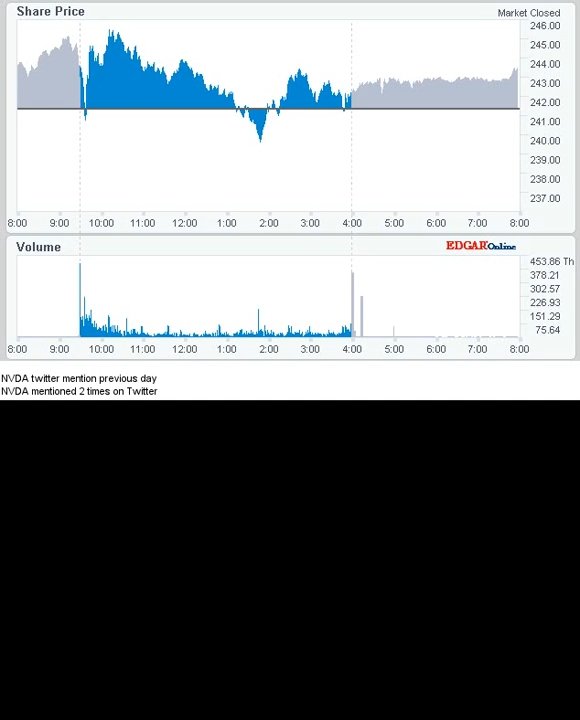 Share Price
Market Closed
246.00
245.00
244.00
243.00
242.00
241.00
240.00
239.00
238.00
237.00
8:00 9:00 10:00 11:00 12:00 1:00 2:00 3:00 4:00 5:00 6:00 7:00 8:00
Volume
EDGAR Online
453.86 Th
378.21
302.57
226.93
151.29
75.64
8:00 9:00 10:00 11:00 12:00 1:00 2:00 3:00 4:00 5:00 6:00 7:00 8:00
NVDA twitter mention previous day
NVDA mentioned 2 times on Twitter